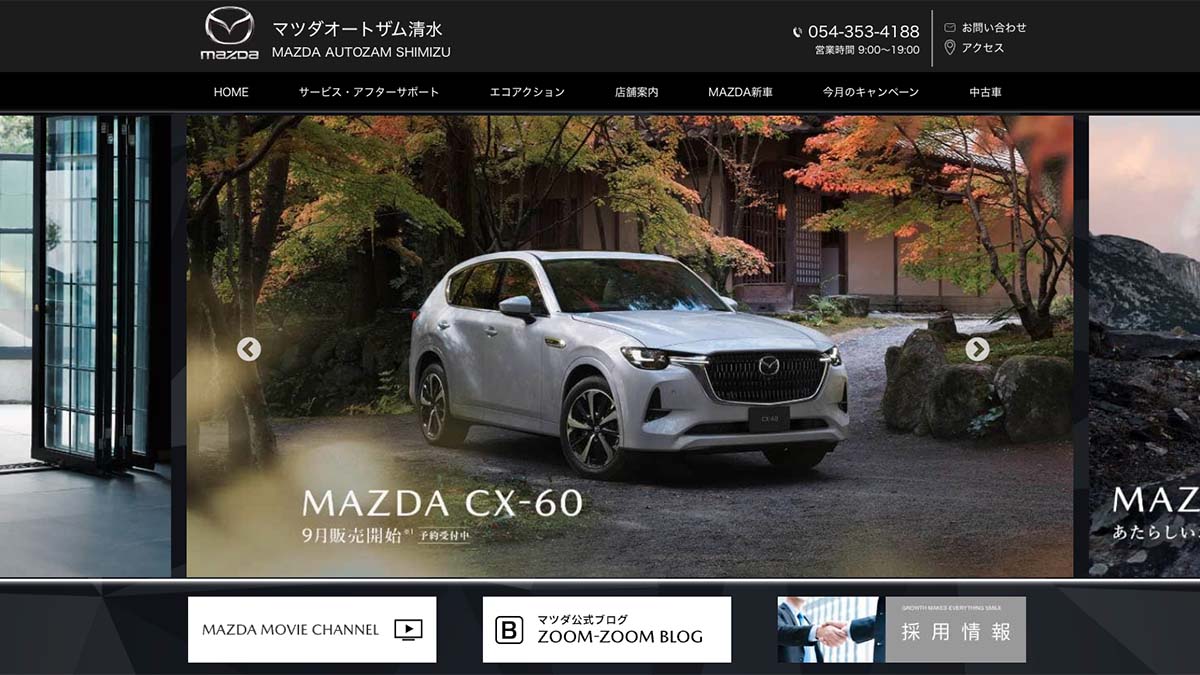 mazda
マツダオートザム清水
MAZDA AUTOZAM SHIMIZU
054-353-4188
営業時間 9:00〜19:00
お問い合わせ
アクセス
HOME サービス・アフターサポート エコアクション 店舗案内 MAZDA新車 今月のキャンペーン 中古車
CX-60
MAZDA CX-60
9月販売開始※1 予約受付中
MAZ
あたらしい、
MAZDA MOVIE CHANNEL
B
マツダ公式ブログ
ZOOM-ZOOM BLOG
GROWTH MAKES EVERYTHING SMILE
採用情報